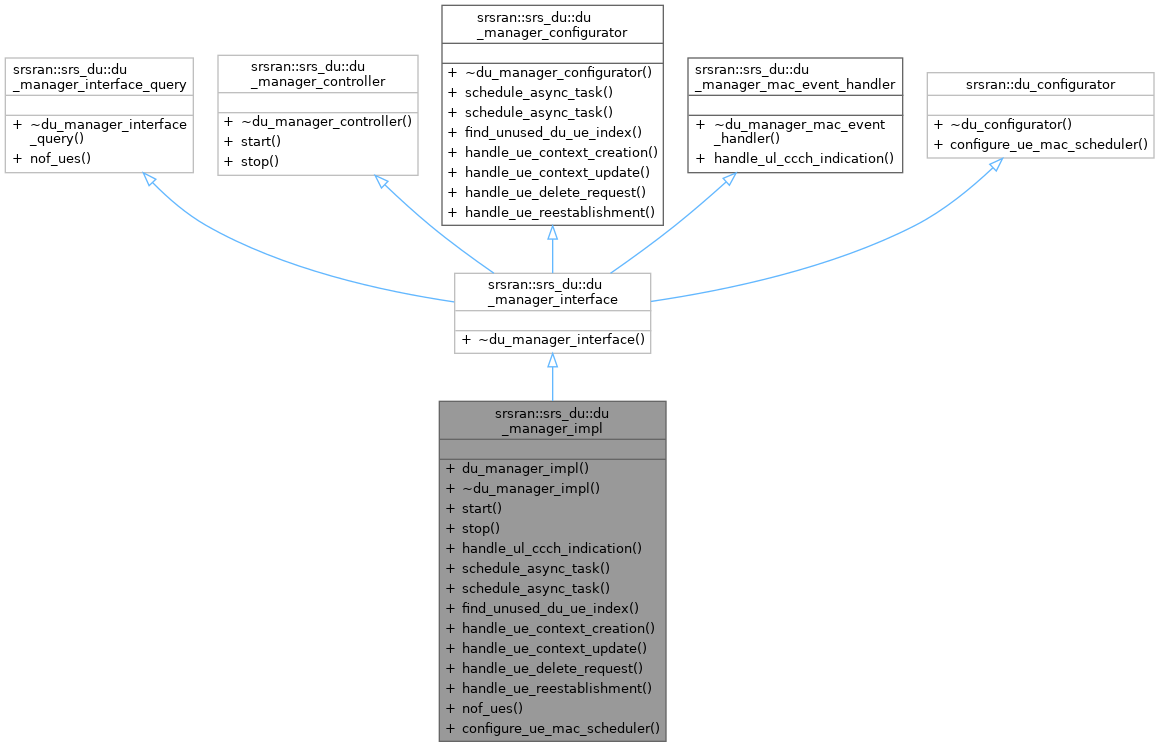 srsran::srs_du::du
_manager_interface_query
+ ~du_manager_interface
_query()
+ nof_ues()
srsran::srs_du::du
_manager_controller
+ ~du_manager_controller()
+ start()
+ stop()
srsran::srs_du::du
_manager_configurator
+ ~du_manager_configurator()
+ schedule_async_task()
+ schedule_async_task()
+ find_unused_du_ue_index()
+ handle_ue_context_creation()
+ handle_ue_context_update()
+ handle_ue_delete_request()
+ handle_ue_reestablishment()
srsran::srs_du::du
_manager_mac_event_handler
+ ~du_manager_mac_event
_handler()
+ handle_ul_ccch_indication()
srsran::du_configurator
+ ~du_configurator()
+ configure_ue_mac_scheduler()
srsran::srs_du::du
_manager_interface
+ ~du_manager_interface()
srsran::srs_du::du
_manager_impl
+ du_manager_impl()
+ ~du_manager_impl()
+ start()
+ stop()
+ handle_ul_ccch_indication()
+ schedule_async_task()
+ schedule_async_task()
+ find_unused_du_ue_index()
+ handle_ue_context_creation()
+ handle_ue_context_update()
+ handle_ue_delete_request()
+ handle_ue_reestablishment()
+ nof_ues()
+ configure_ue_mac_scheduler()